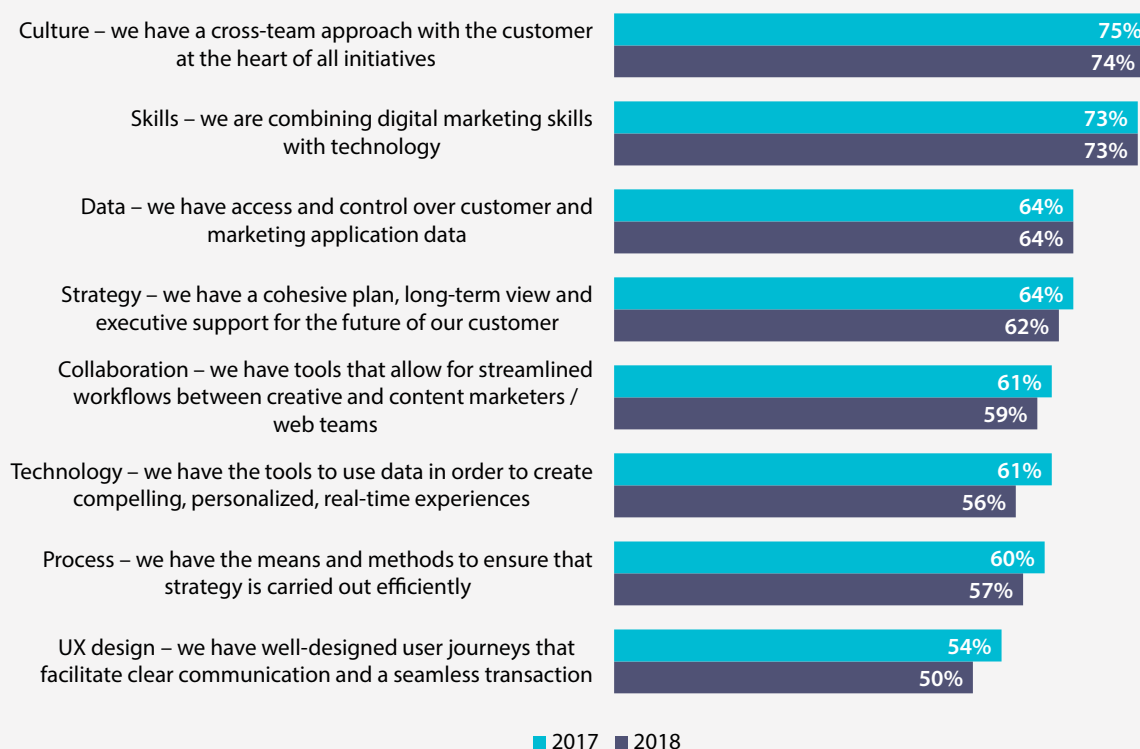 Culture – we have a cross-team approach with the customer
at the heart of all initiatives
75%
74%
Skills – we are combining digital marketing skills
with technology
73%
73%
Data – we have access and control over customer and
marketing application data
64%
64%
Strategy – we have a cohesive plan, long-term view and
executive support for the future of our customer
64%
62%
Collaboration – we have tools that allow for streamlined
workflows between creative and content marketers /
web teams
61%
59%
Technology – we have the tools to use data in order to create
compelling, personalized, real-time experiences
61%
56%
Process – we have the means and methods to ensure that
strategy is carried out efficiently
60%
57%
UX design – we have well-designed user journeys that
facilitate clear communication and a seamless transaction
54%
50%
2017 2018